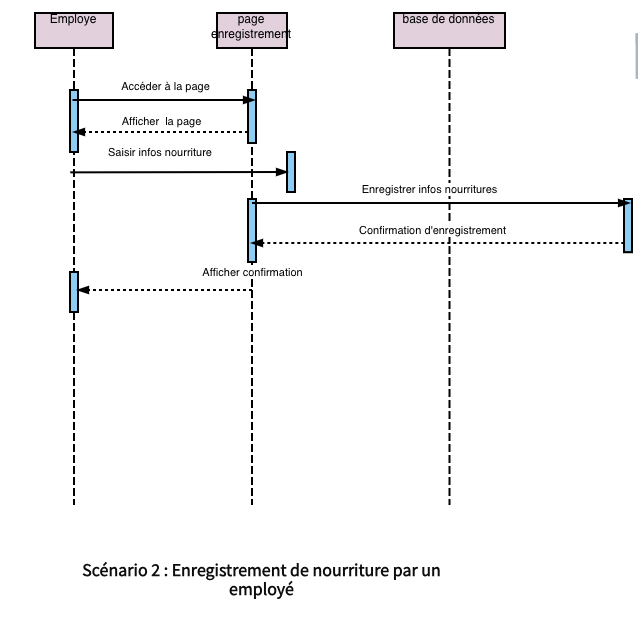 Employe
page
enregistrement
base de données
Accéder à la page
Afficher la page
Saisir infos nourriture
Enregistrer infos nourritures
Confirmation d'enregistrement
Afficher confirmation
Scénario 2 : Enregistrement de nourriture par un
employé